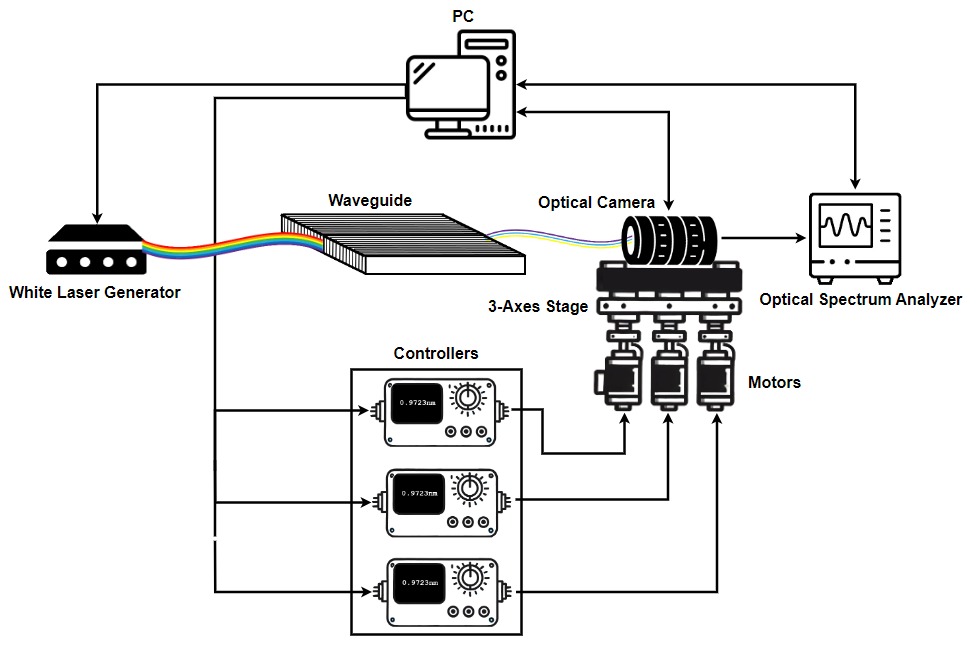 PC
Waveguide
Optical Camera
White Laser Generator
3-Axes Stage
Optical Spectrum Analyzer
Controllers
Motors
0.9723nm
0.9723nm
0.9723nm